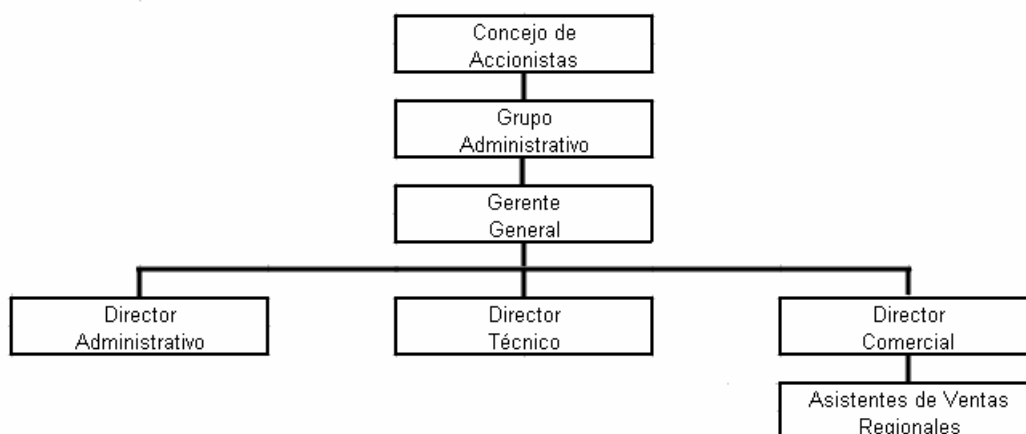 Concejo de
Accionistas
Grupo
Administrativo
Gerente
General
Director
Administrativo
Director
Técnico
Director
Comercial
Asistentes de Ventas
Regionales